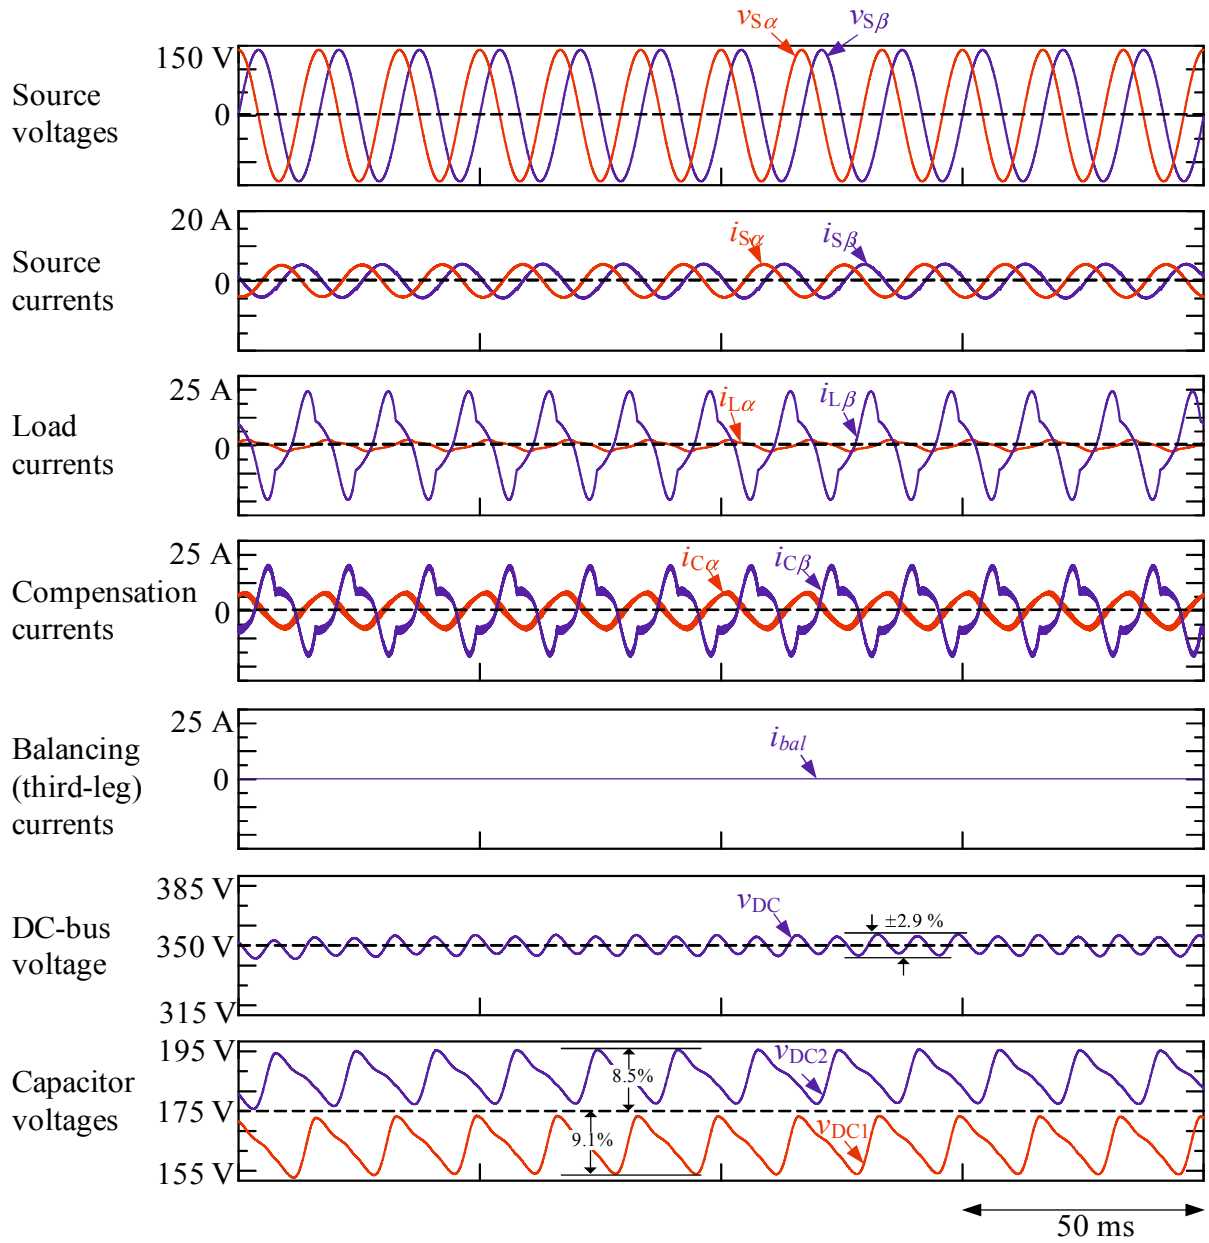 vSα vSβ
150 V
Source
voltages
0
20 A
iSα iSβ
Source
currents
0
25 A
iLα iLβ
Load
currents
0
25 A
iCα iCβ
Compensation
currents
0
25 A
ibal
Balancing
(third-leg)
currents
0
385 V
vDC
±2.9 %
DC-bus
voltage
350 V
315 V
195 V
vDC2
8.5%
Capacitor
voltages
175 V
9.1%
vDC1
155 V
50 ms